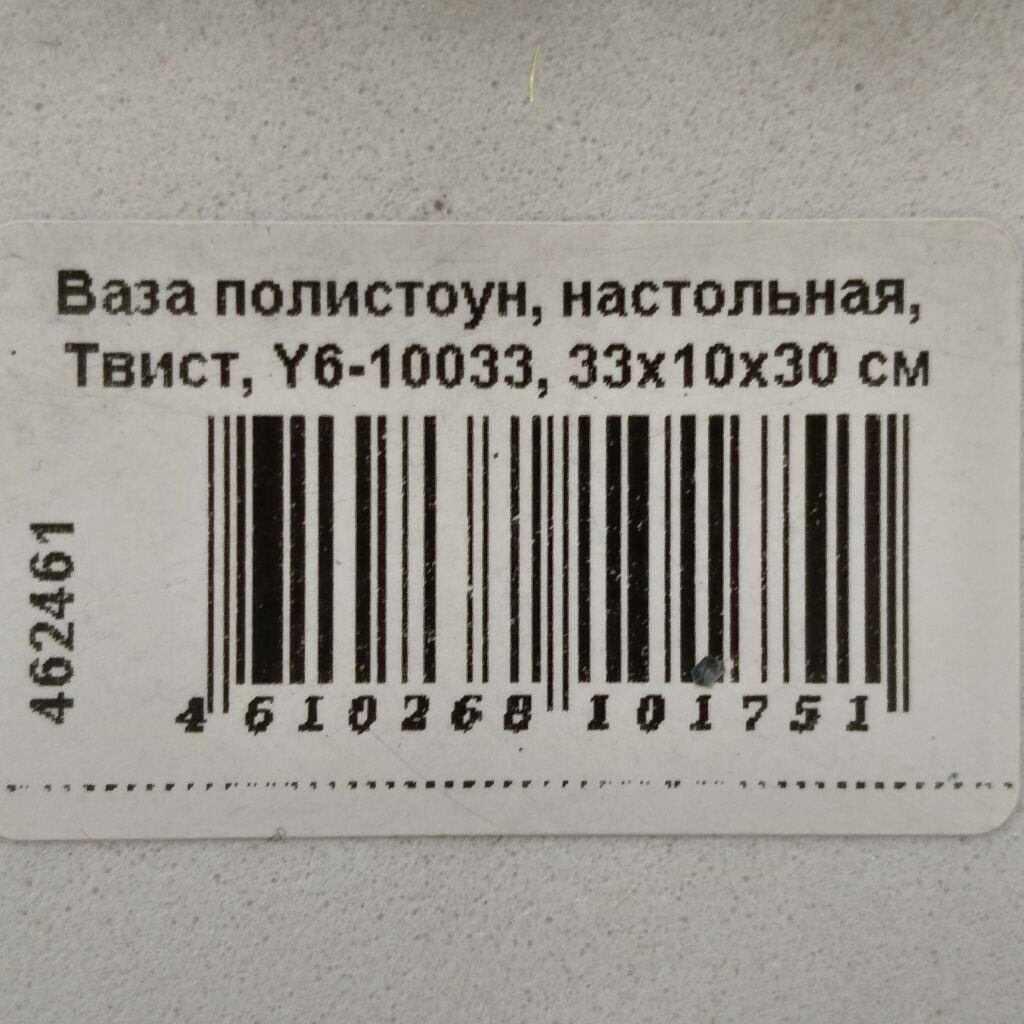 Ваза полистоун, настольная,
Твист, Y6-10033, 33x10x30 см
462461
4 610268 101751